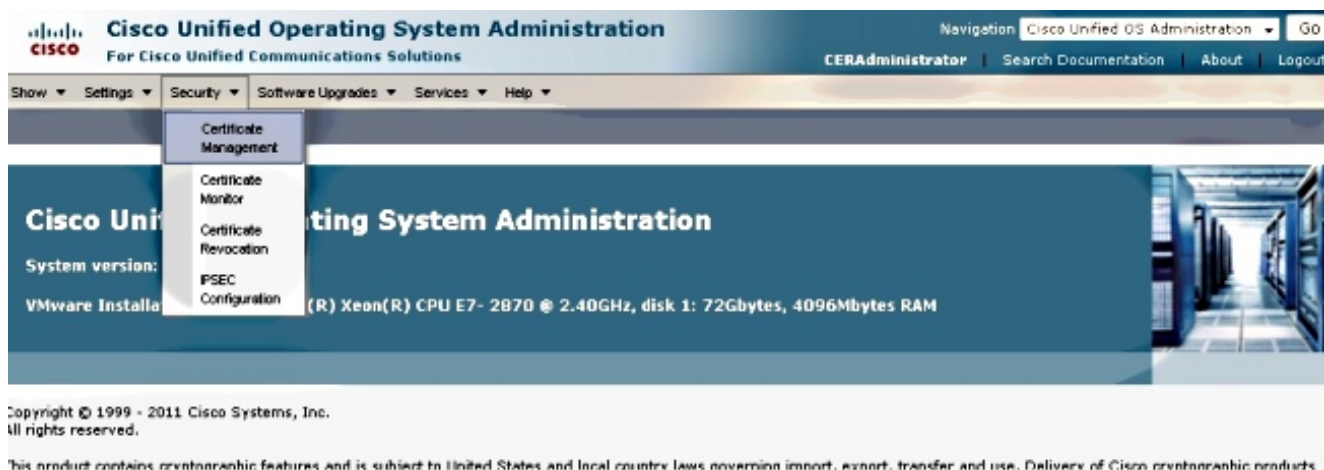 Cisco Unified Operating System Administration
Navigation Cisco Unified OS Administration Go
CISCO
For Cisco Unified Communications Solutions
CERAdministrator | Search Documentation | About | Logout
Show Settings Security Software Upgrades Services Help
Certificate
Management
Certificate
Monitor
Certificate
Revocation
IPSEC
Configuration
Cisco Uni ting System Administration
System version:
VMware Installa (R) Xeon(R) CPU E7- 2870 @ 2.40GHz, disk 1: 72Gbytes, 4096Mbytes RAM
Copyright © 1999 - 2011 Cisco Systems, Inc.
All rights reserved.
This product contains cryptographic features and is subject to United States and local country laws governing import, export, transfer and use. Delivery of Cisco cryptographic products